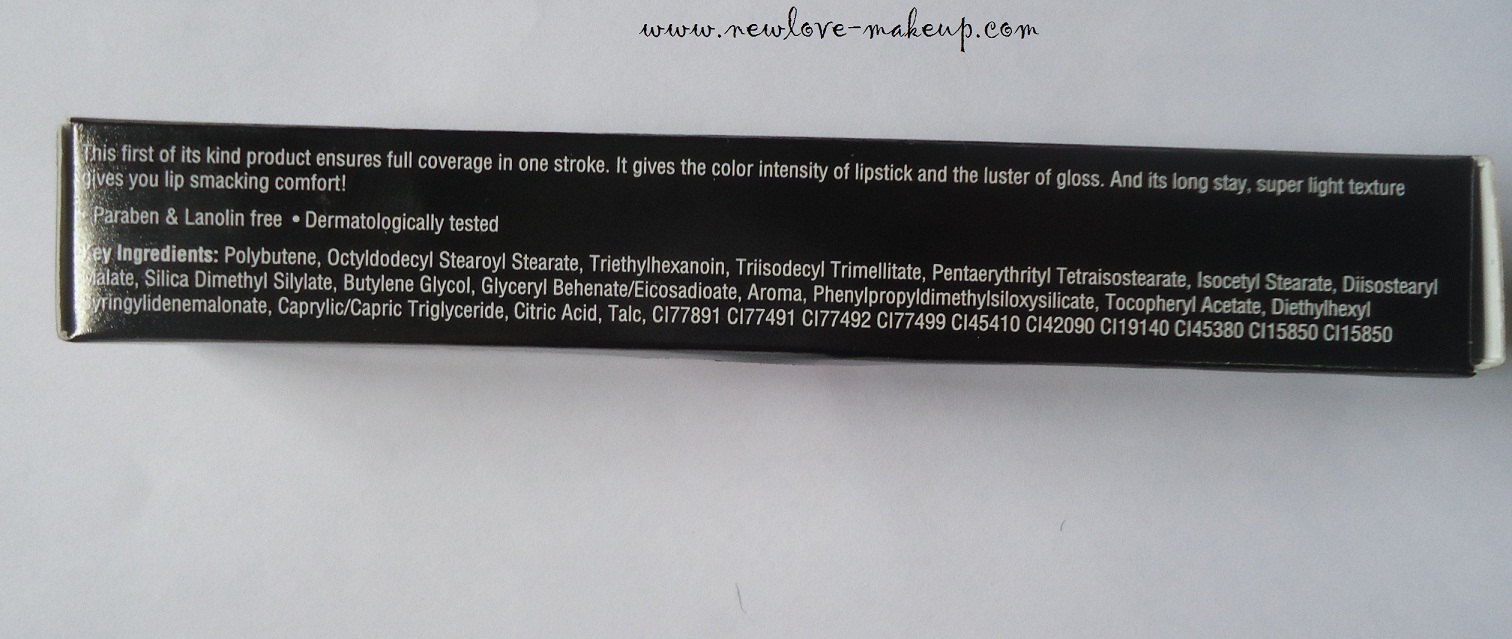 www.newlove-makeup.com
This first of its kind product ensures full coverage in one stroke. It gives the color intensity of lipstick and the luster of gloss. And its long stay, super light texture
gives you lip smacking comfort!
Paraben & Lanolin free • Dermatologically tested
Key Ingredients: Polybutene, Octyldodecyl Stearoyl Stearate, Triethylhexanoin, Triisodecyl Trimellitate, Pentaerythrityl Tetraisostearate, Isocetyl Stearate, Diisostearyl
Malate, Silica Dimethyl Silylate, Butylene Glycol, Glyceryl Behenate/Eicosadioate, Aroma, Phenylpropyldimethylsiloxysilicate, Tocopheryl Acetate, Diethylhexyl
Syringylidenemalonate, Caprylic/Capric Triglyceride, Citric Acid, Talc, CI77891 CI77491 CI77492 CI77499 CI45410 CI42090 CI19140 CI45380 CI15850 CI15850